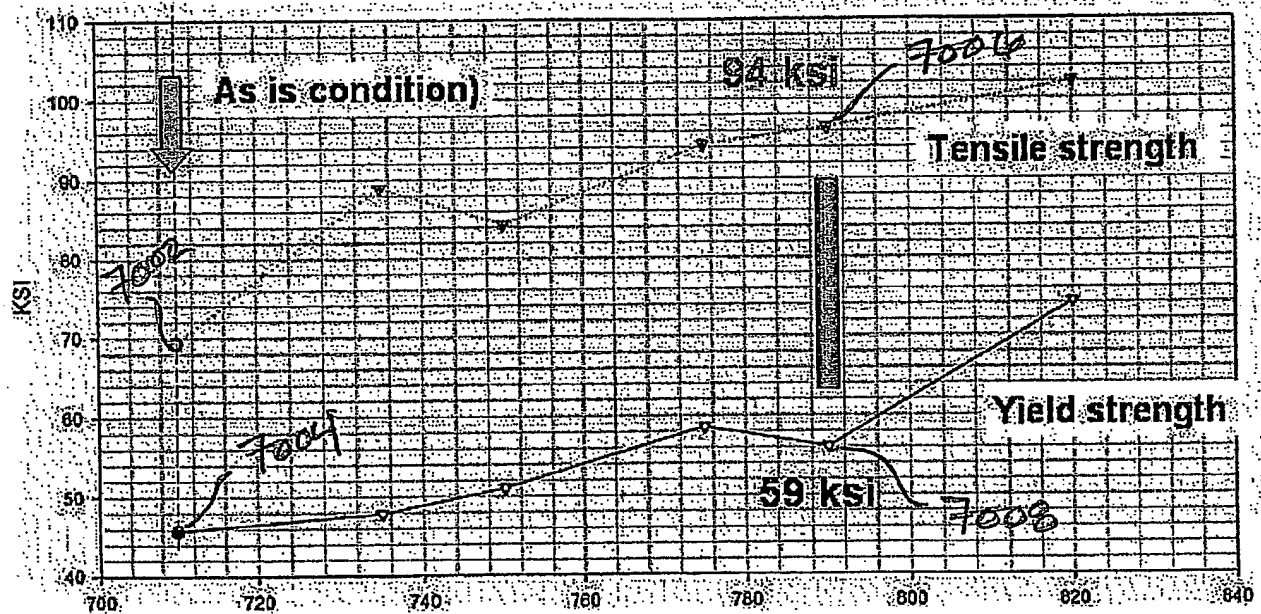 110
100
90
80
70
60
50
40
KSI
As is condition)
94 ksi
7006
Tensile strength
7002
7004
Yield strength
59 ksi
7008
700 720 740 760 780 800 820 840